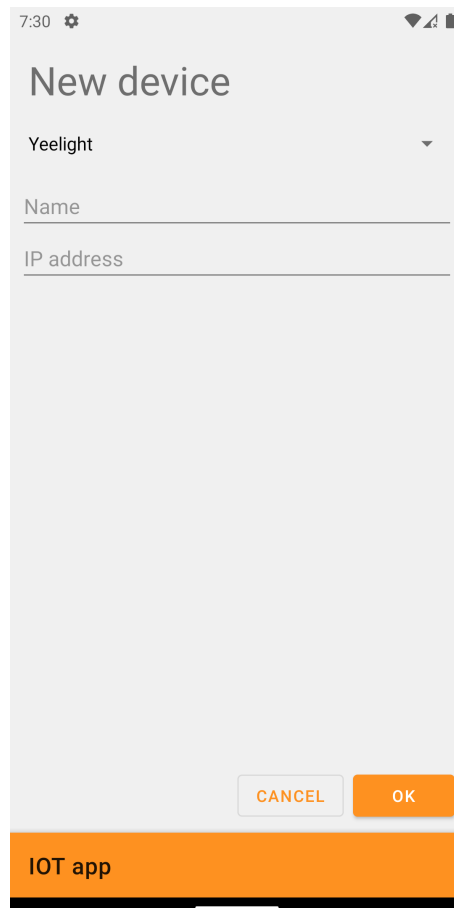 7:30
New device
Yeelight
Name
IP address
CANCEL OK
IOT app